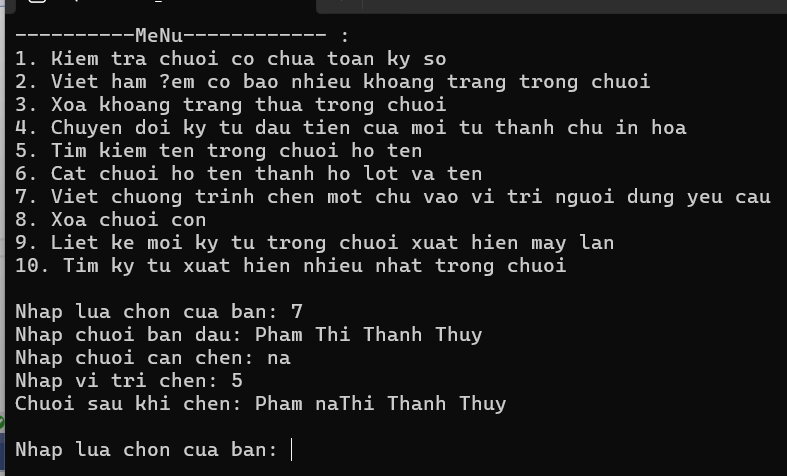 ----------MeNu------------ :
1. Kiem tra chuoi co chua toan ky so
2. Viet ham ?em co bao nhieu khoang trang trong chuoi
3. Xoa khoang trang thua trong chuoi
4. Chuyen doi ky tu dau tien cua moi tu thanh chu in hoa
5. Tim kiem ten trong chuoi ho ten
6. Cat chuoi ho ten thanh ho lot va ten
7. Viet chuong trinh chen mot chu vao vi tri nguoi dung yeu cau
8. Xoa chuoi con
9. Liet ke moi ky tu trong chuoi xuat hien may lan
10. Tim ky tu xuat hien nhieu nhat trong chuoi
Nhap lua chon cua ban: 7
Nhap chuoi ban dau: Pham Thi Thanh Thuy
Nhap chuoi can chen: na
Nhap vi tri chen: 5
Chuoi sau khi chen: Pham naThi Thanh Thuy
Nhap lua chon cua ban: